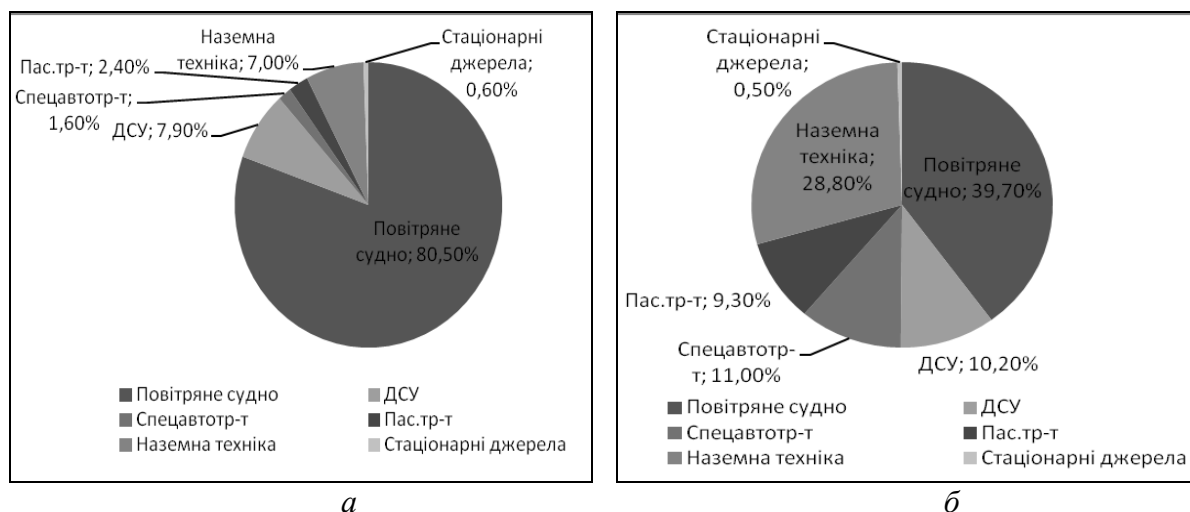 Наземна
техніка; 7,00%
Стаціонарні
джерела;
0,60%
Пас.тр-т; 2,40%
Спецавтотр-т;
1,60%
ДСУ; 7,90%
Повітряне
судно; 80,50%
Повітряне судно
ДСУ
Спецавтотр-т
Пас.тр-т
Наземна техніка
Стаціонарні джерела
а
Стаціонарні
джерела;
0,50%
Наземна
техніка;
28,80%
Повітряне
судно; 39,70%
Пас.тр-т; 9,30%
Спецавтотр-
т; 11,00%
ДСУ; 10,20%
Повітряне судно
ДСУ
Спецавтотр-т
Пас.тр-т
Наземна техніка
Стаціонарні джерела
б